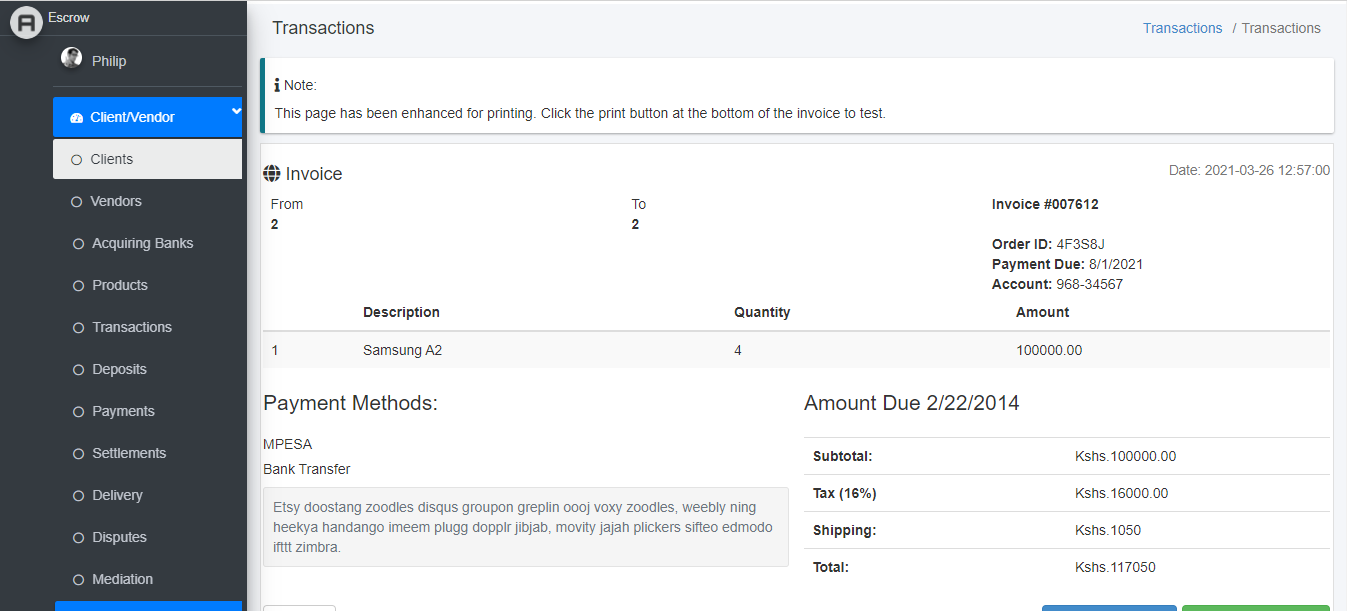 Escrow
Philip
Client/Vendor
Clients
Vendors
Acquiring Banks
Products
Transactions
Deposits
Payments
Settlements
Delivery
Disputes
Mediation
Transactions
Transactions / Transactions
Note:
This page has been enhanced for printing. Click the print button at the bottom of the invoice to test.
Invoice
Date: 2021-03-26 12:57:00
From
2
To
2
Invoice #007612
Order ID: 4F3S8J
Payment Due: 8/1/2021
Account: 968-34567
Description Quantity Amount
1 Samsung A2 4 100000.00
Payment Methods:
MPESA
Bank Transfer
Etsy doostang zoodles disqus groupon greplin oooj voxy zoodles, weebly ning
heekya handango imeem plugg dopplr jibjab, movity jajah plickers sifteo edmodo
ifttt zimbra.
Amount Due 2/22/2014
Subtotal: Kshs.100000.00
Tax (16%) Kshs.16000.00
Shipping: Kshs.1050
Total: Kshs.117050